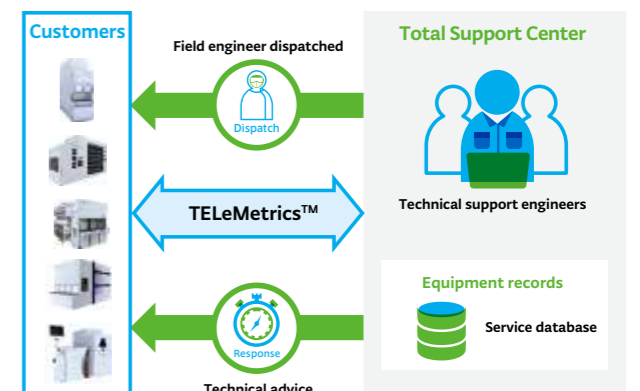 Customers
Field engineer dispatched
Dispatch
TELeMetrics™
Response
Technical advice
Total Support Center
Technical support engineers
Equipment records
Service database